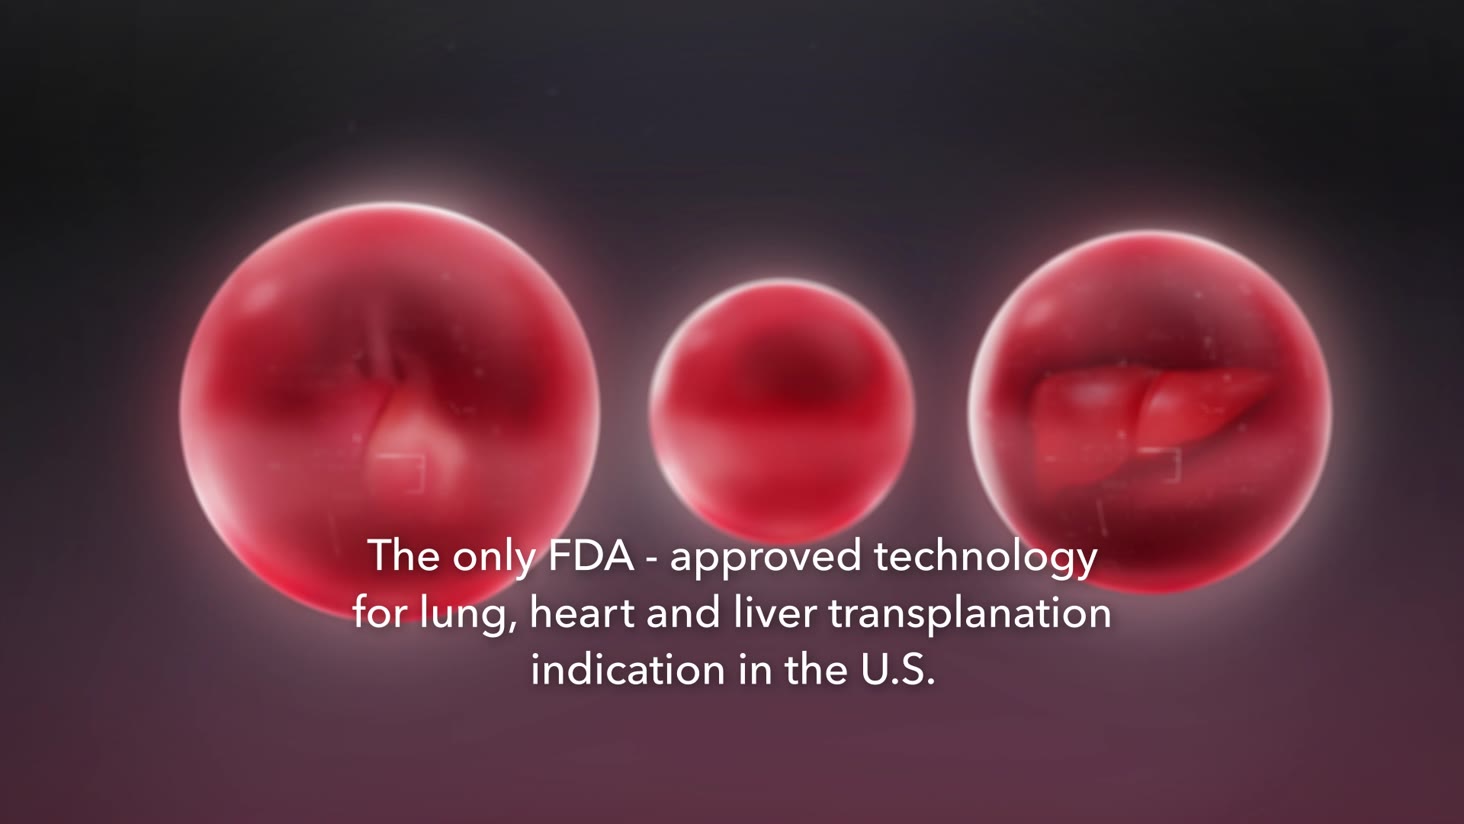 The only FDA - approved technology
for lung, heart and liver transplanation
indication in the U.S.